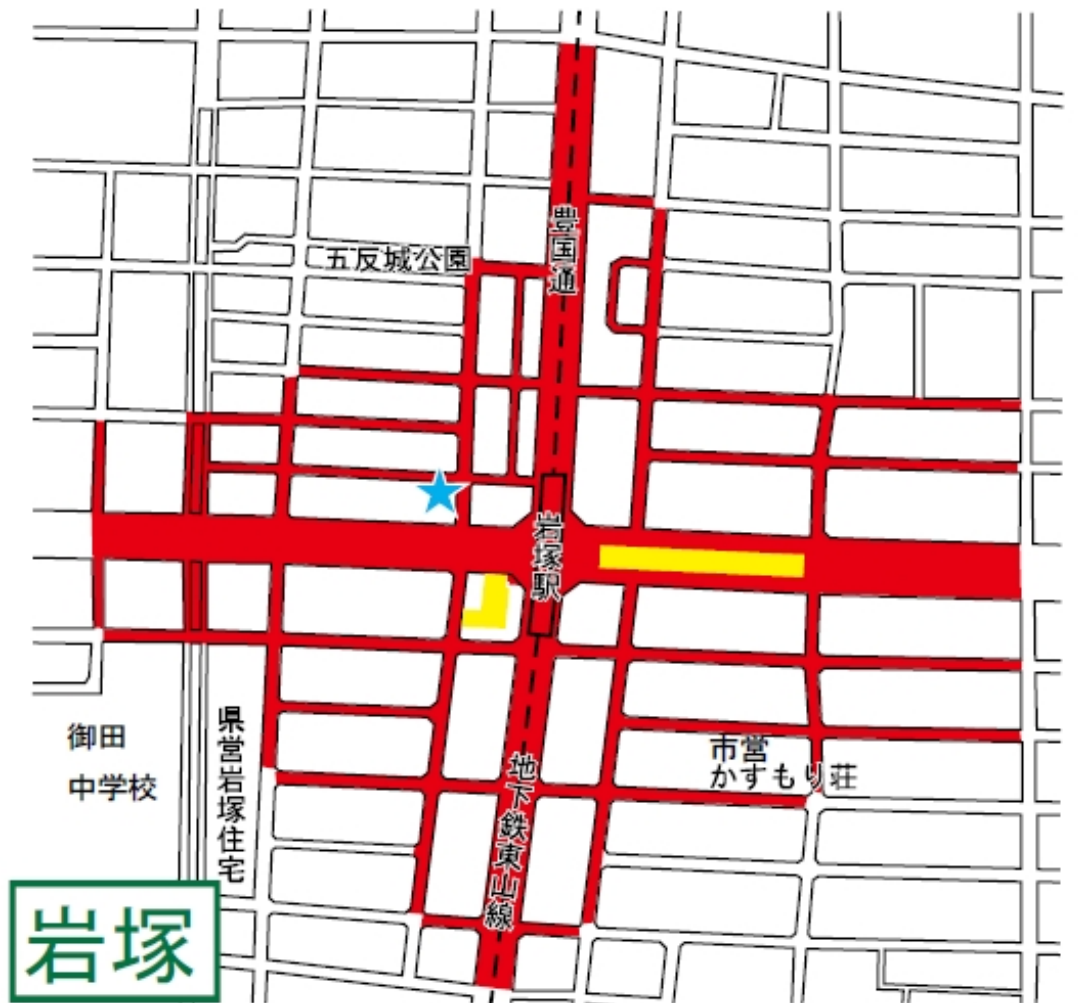 豊国通
五反城公園
岩塚駅
御田
中学校
県営岩塚住宅
市営
かすもり荘
地下鉄東山線
岩塚